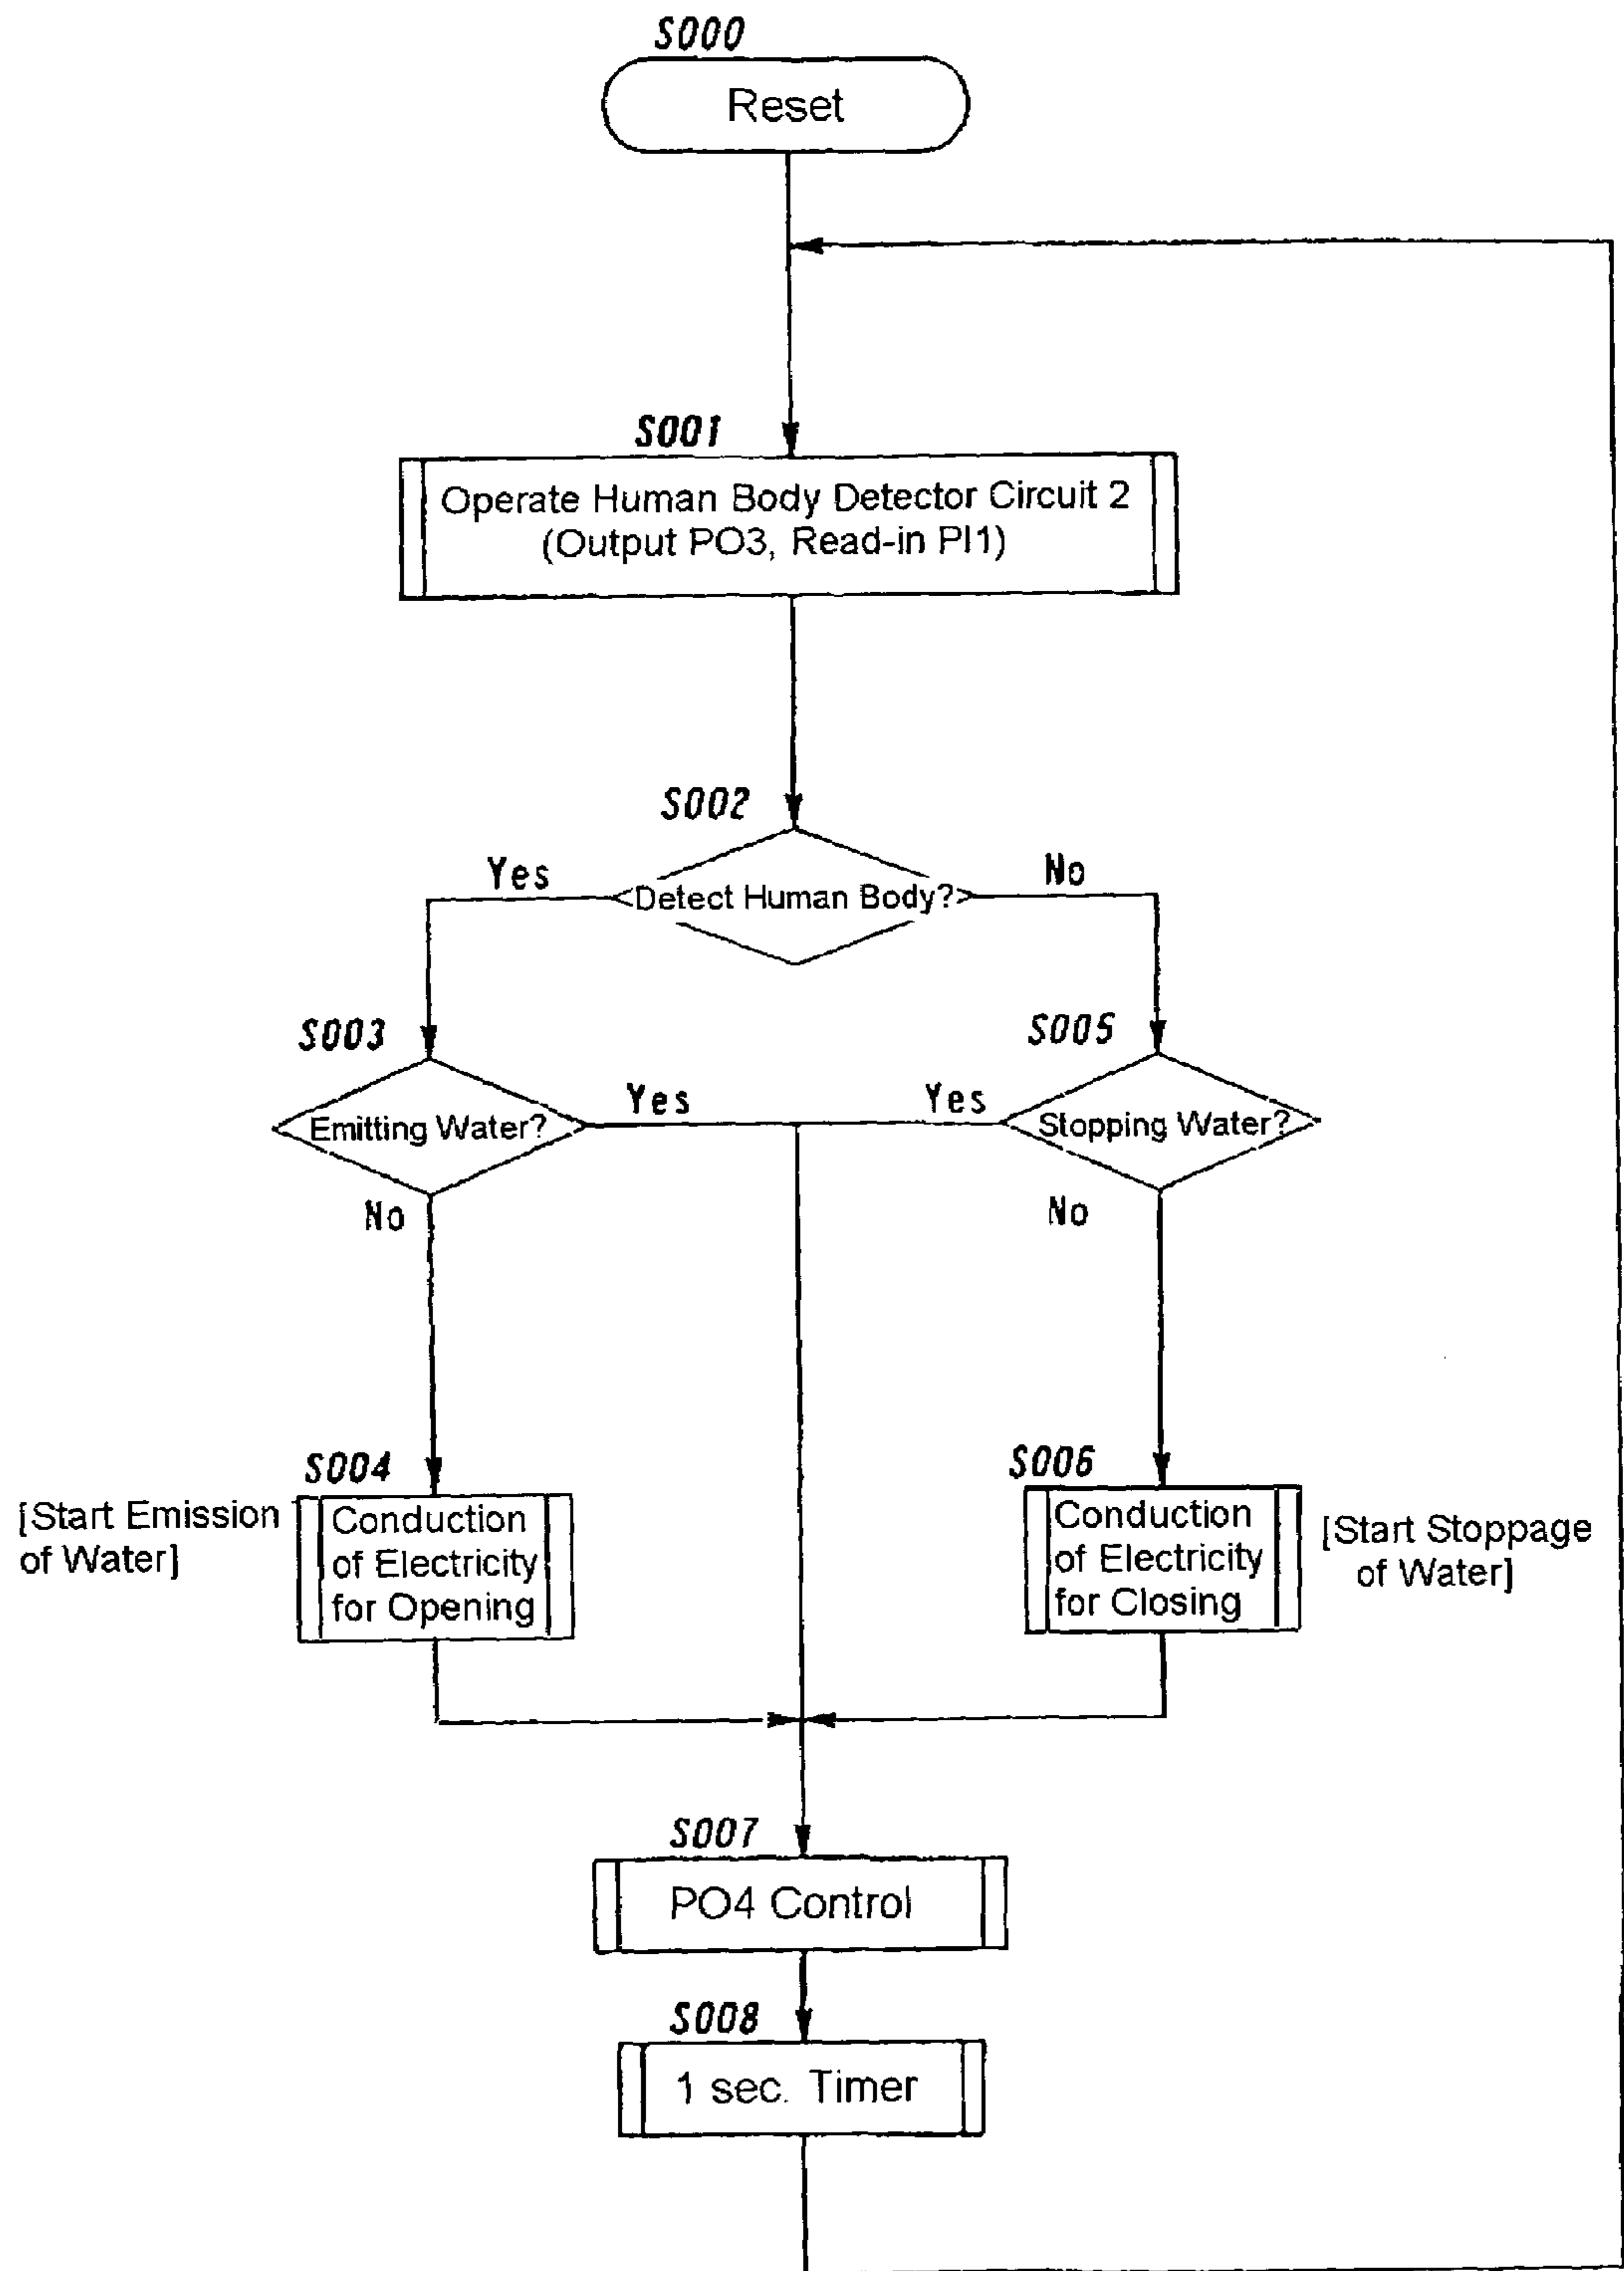 S000
Reset
S001
Operate Human Body Detector Circuit 2
(Output PO3, Read-in PI1)
S002
Yes
Detect Human Body?
No
S003
Emitting Water?
Yes
No
S005
Yes
Stopping Water?
No
S004
[Start Emission
of Water]
Conduction
of Electricity
for Opening
S006
Conduction
of Electricity
for Closing
[Start Stoppage
of Water]
S007
PO4 Control
S008
1 sec. Timer